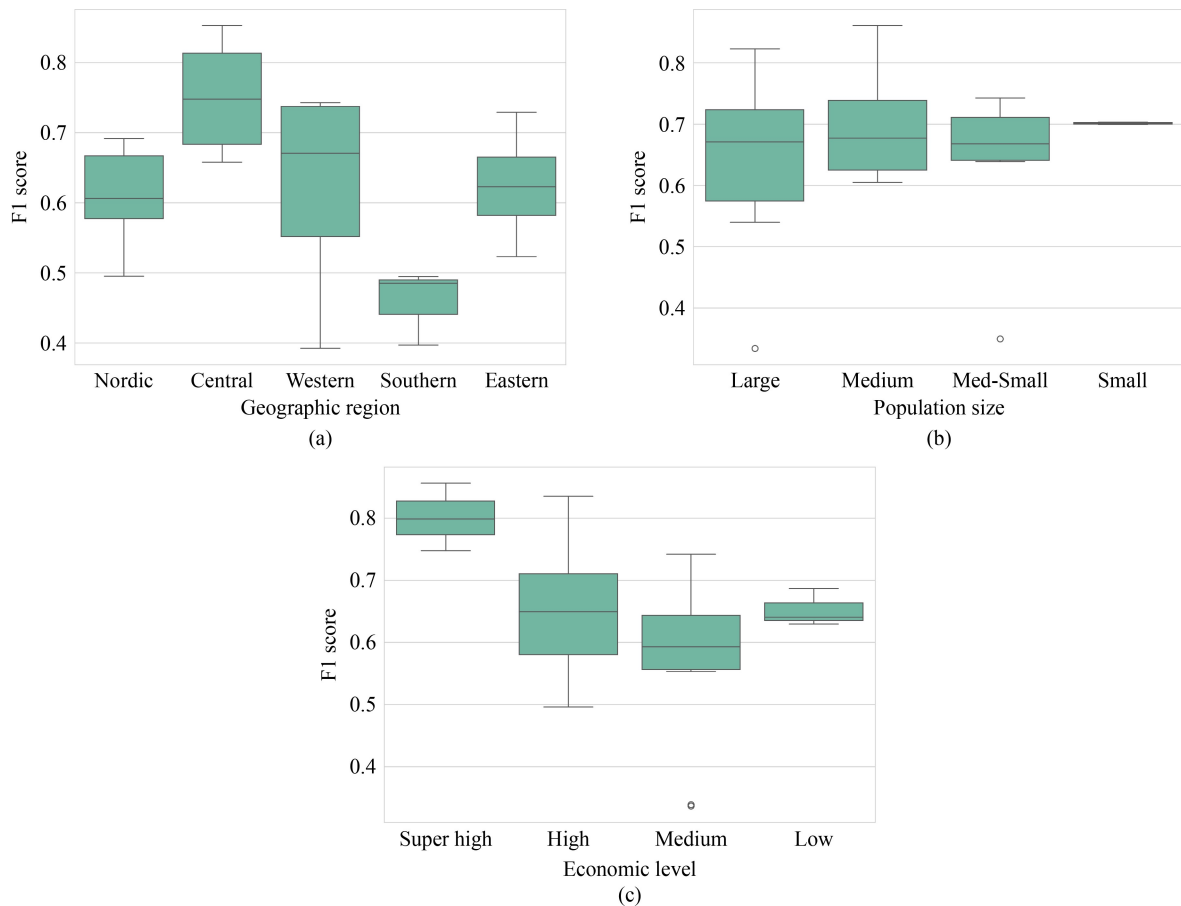 0.8
0.7
0.6
0.5
0.4
F1 score
Nordic Central Western Southern Eastern
Geographic region
(a)
0.8
0.7
0.6
0.5
0.4
F1 score
Large Medium Med-Small Small
Population size
(b)
0.8
0.7
0.6
0.5
0.4
F1 score
Super high High Medium Low
Economic level
(c)